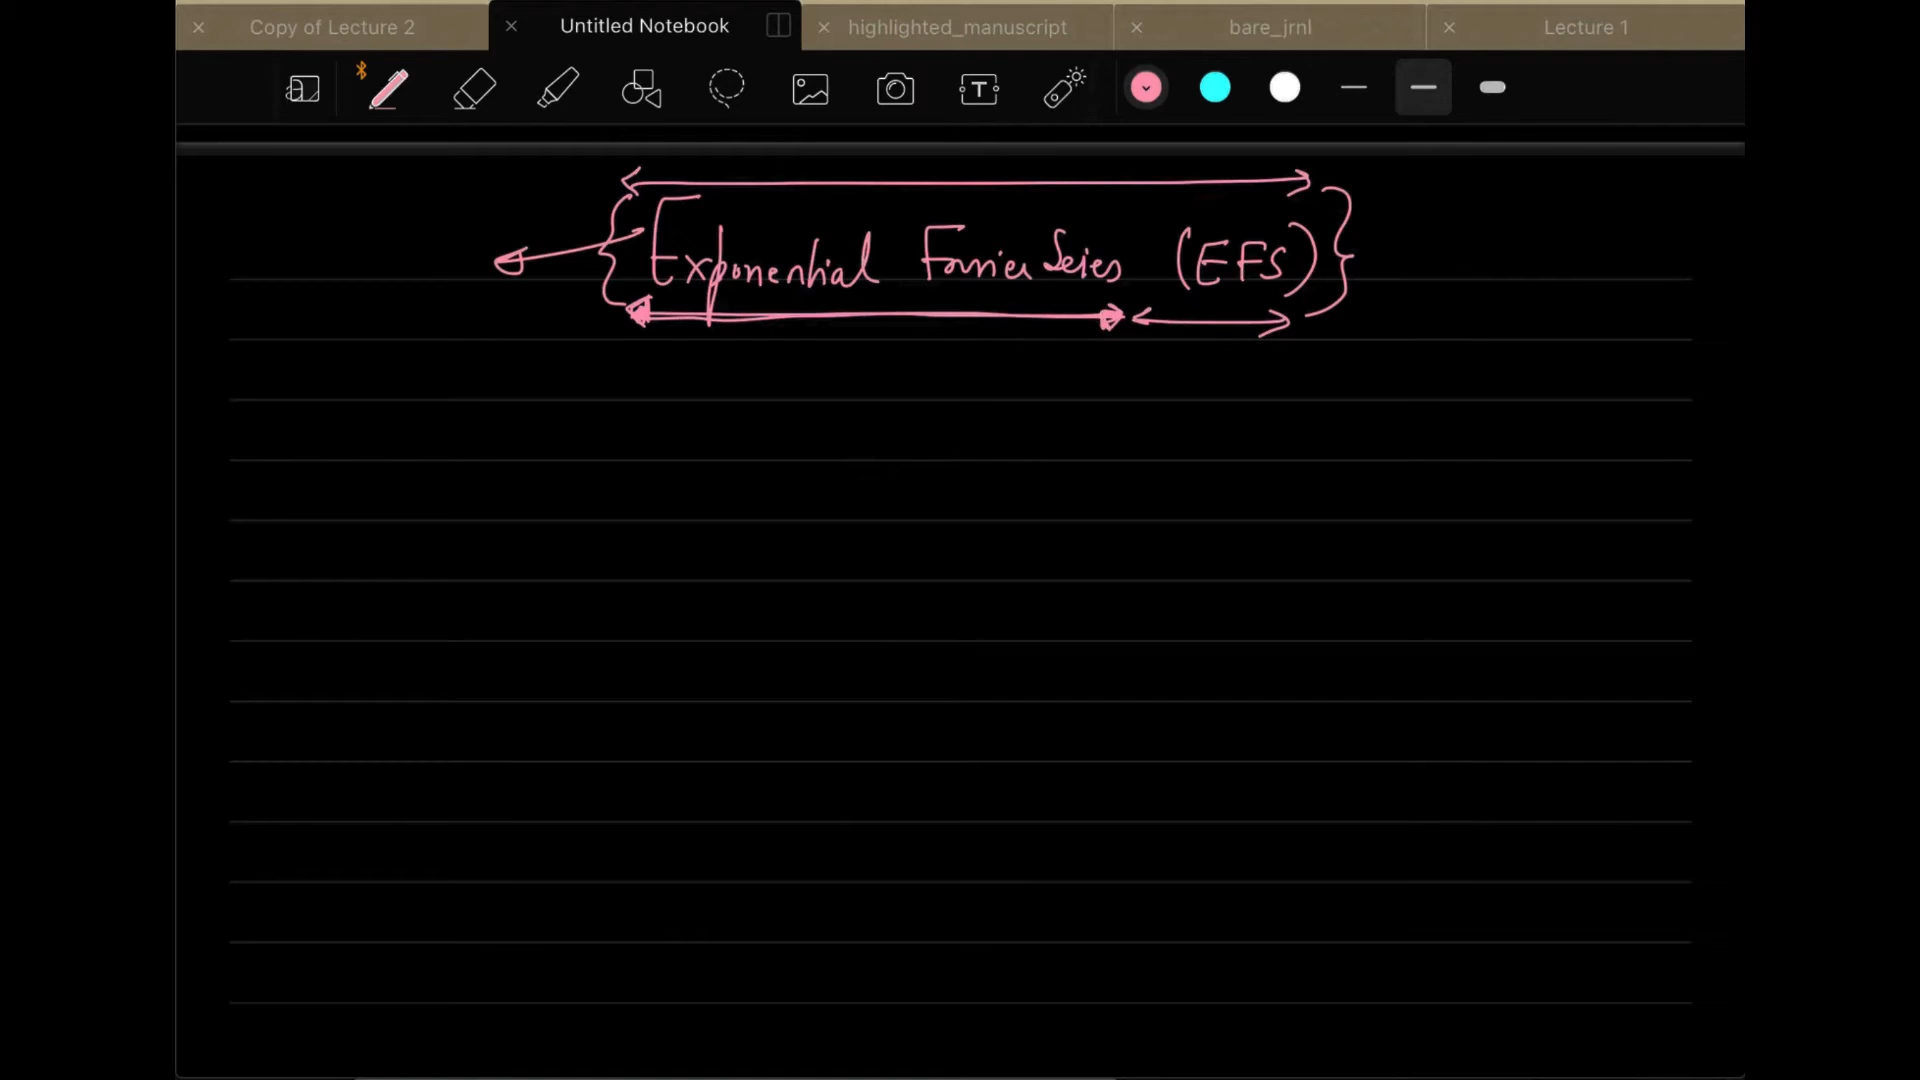 Copy of Lecture 2
Untitled Notebook
highlighted_manuscript
bare_jrnl
Lecture 1
Exponential Fourier Series (EFS)